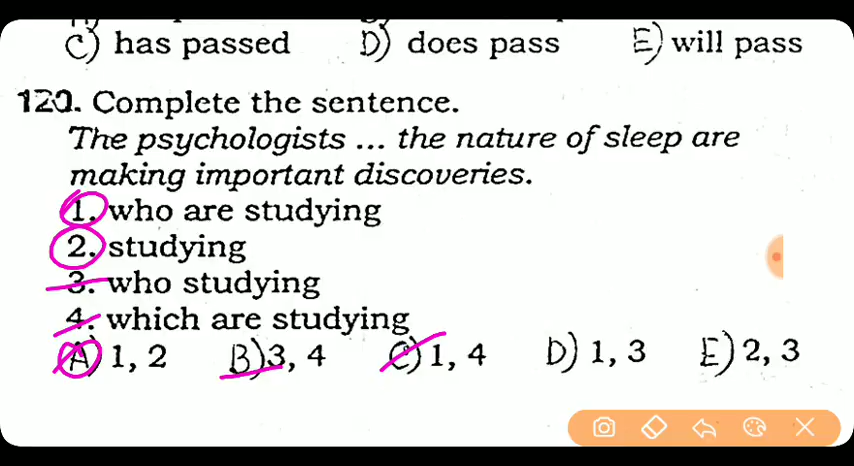 C) has passed D) does pass E) will pass
120. Complete the sentence.
The psychologists ... the nature of sleep are
making important discoveries.
1. who are studying
2. studying
3. who studying
4. which are studying
A) 1, 2 B) 3, 4 C) 1, 4 D) 1, 3 E) 2, 3